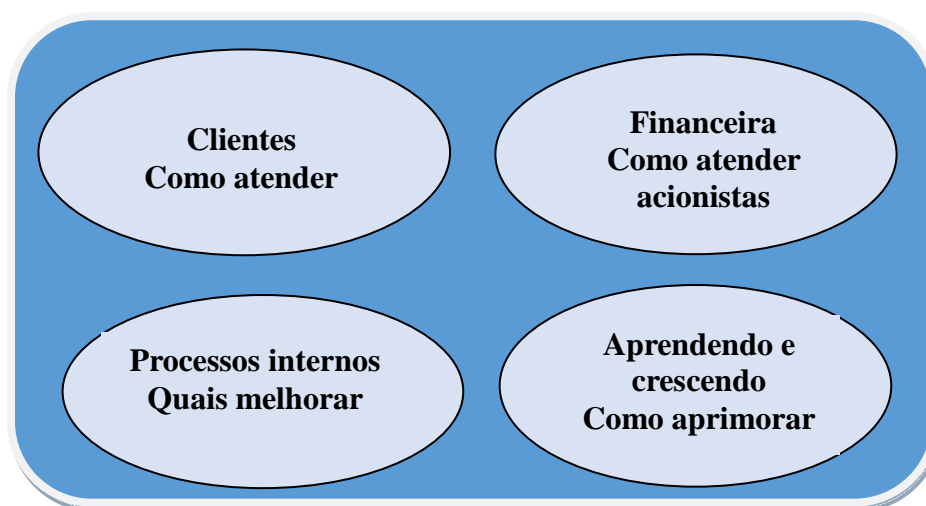 Clientes
Como atender
Financeira
Como atender
acionistas
Processos internos
Quais melhorar
Aprendendo e
crescendo
Como aprimorar